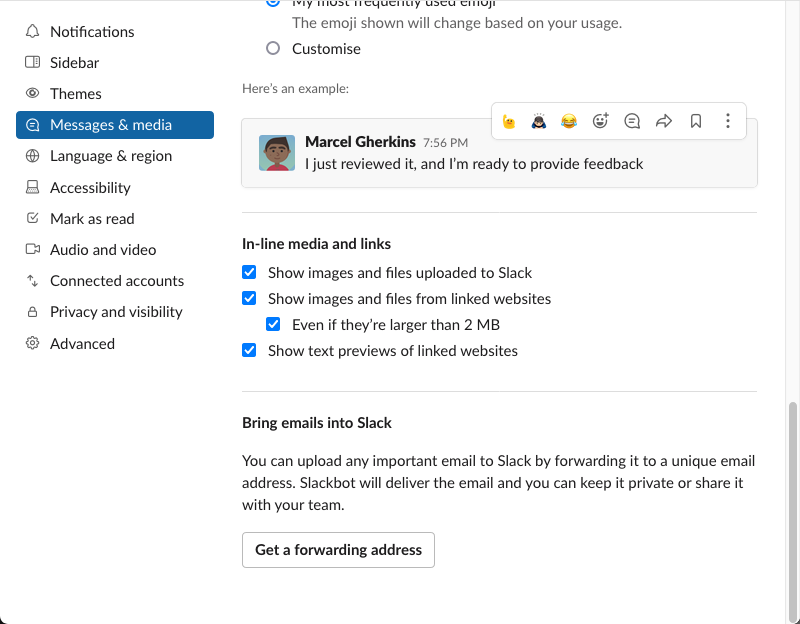 Notifications
Sidebar
Themes
Messages & media
Language & region
Accessibility
Mark as read
Audio and video
Connected accounts
Privacy and visibility
Advanced
My most frequently used emoji
The emoji shown will change based on your usage.
Customise
Here’s an example:
Marcel Gherkins 7:56 PM
I just reviewed it, and I’m ready to provide feedback
In-line media and links
Show images and files uploaded to Slack
Show images and files from linked websites
Even if they’re larger than 2 MB
Show text previews of linked websites
Bring emails into Slack
You can upload any important email to Slack by forwarding it to a unique email
address. Slackbot will deliver the email and you can keep it private or share it
with your team.
Get a forwarding address